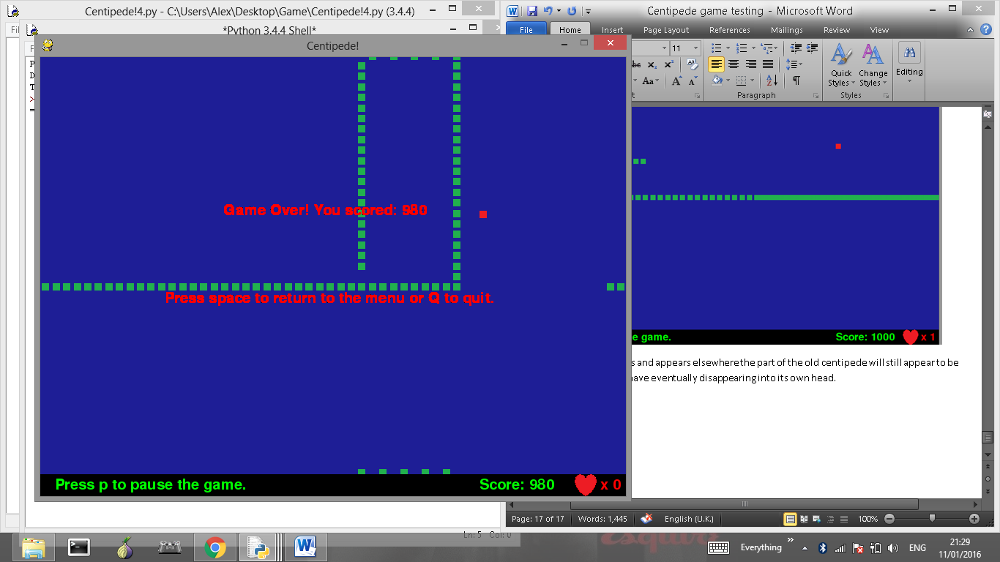 Centipede!4.py - C:\Users\Alex\Desktop\Game\Centipede!4.py (3.4.4)
*Python 3.4.4 Shell*
Centipede!
Game Over! You scored: 980
Press space to return to the menu or Q to quit.
Press p to pause the game.
Score: 980
x 0
Centipede game testing - Microsoft Word
File
Home
Insert
Page Layout
References
Mailings
Review
View
11
abc
x₂
x²
Aa
A
A
Quick Styles
Change Styles
Editing
Paragraph
Styles
e game.
Score: 1000
x 1
s and appears elsewhere the part of the old centipede will still appear to be
have eventually disappearing into its own head.
Page: 17 of 17
Words: 1,445
English (U.K.)
100%
Ln: 5
Col: 0
Everything
ENG
21:29
11/01/2016